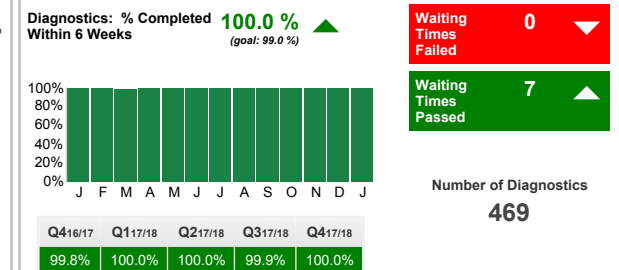 Diagnostics: % Completed
Within 6 Weeks
100.0 %
(goal: 99.0 %)
100%
80%
60%
40%
20%
0%
J F M A M J J A S O N D J
Q416/17 Q117/18 Q217/18 Q317/18 Q417/18
99.8% 100.0% 100.0% 99.9% 100.0%
Waiting
Times
Failed
0
Waiting
Times
Passed
7
Number of Diagnostics
469